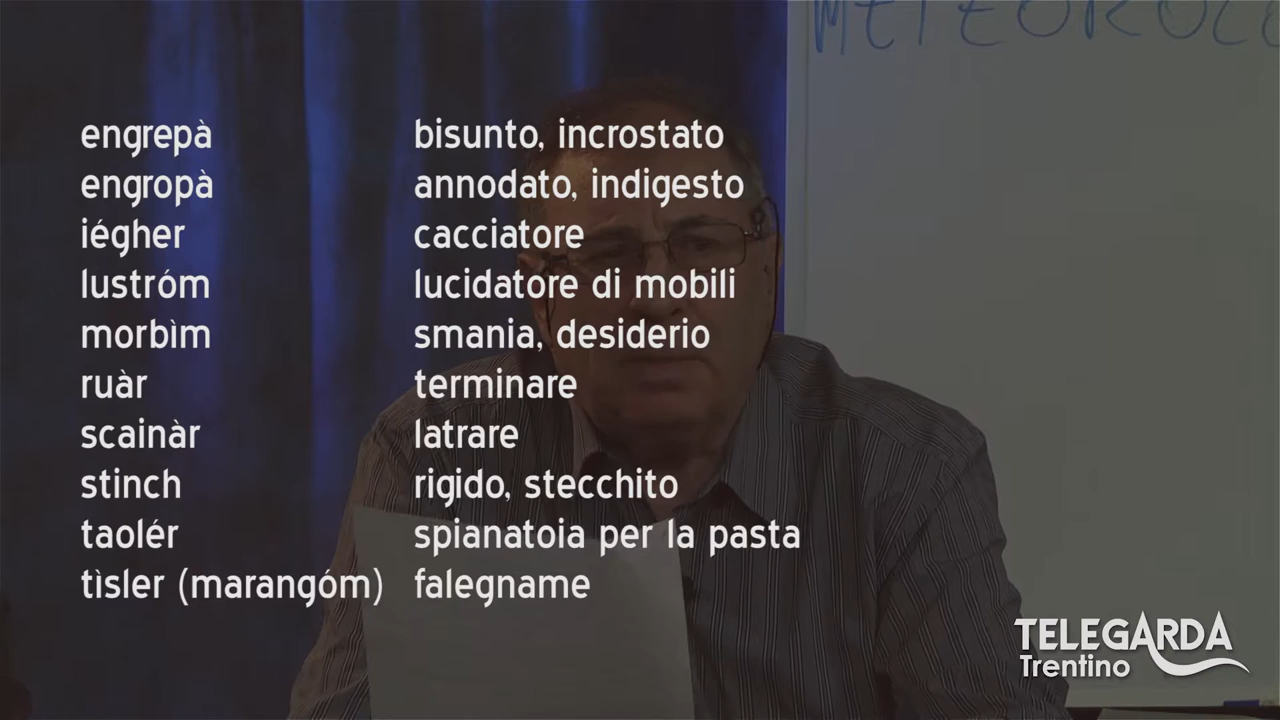 METEOROLO
engrepà bisunto, incrostato
engropà annodato, indigesto
iégher cacciatore
lustróm lucidatore di mobili
morbìm smania, desiderio
ruàr terminare
scainàr latrare
stinch rigido, stecchito
taolér spianatoia per la pasta
tìsler (marangóm) falegname
TELEGARDA
Trentino